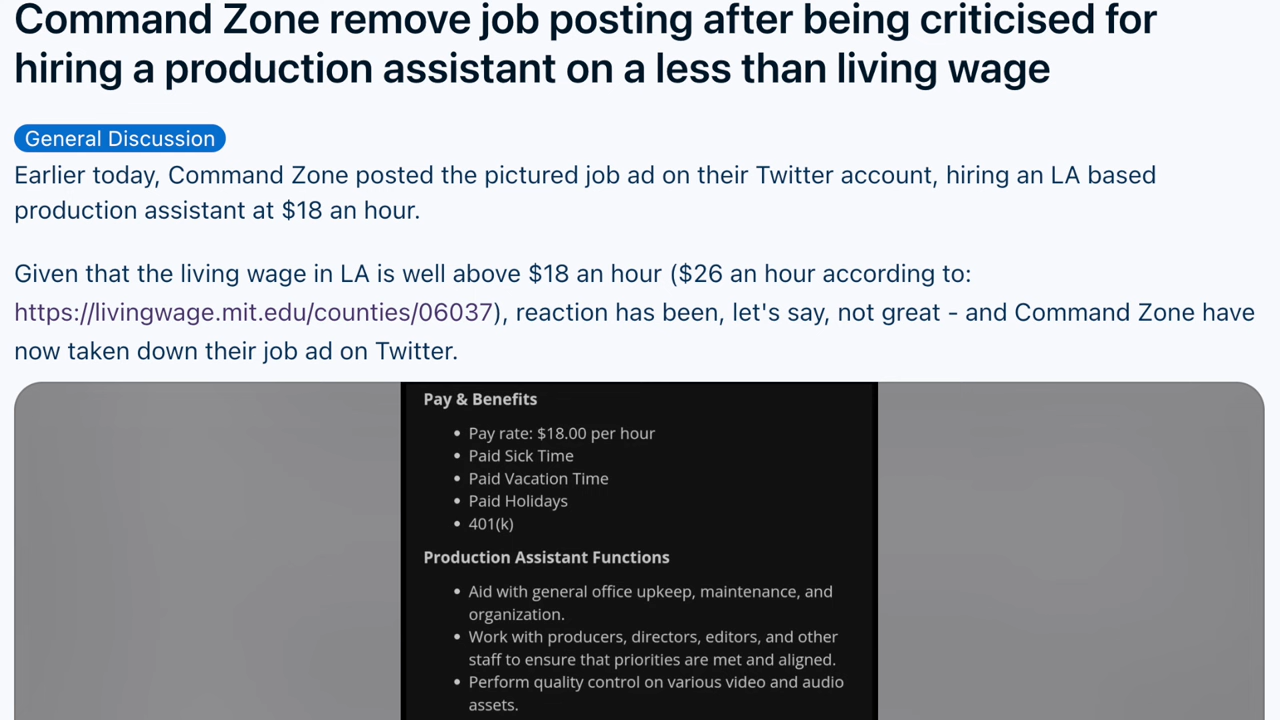 Command Zone remove job posting after being criticised for
hiring a production assistant on a less than living wage
General Discussion
Earlier today, Command Zone posted the pictured job ad on their Twitter account, hiring an LA based
production assistant at $18 an hour.
Given that the living wage in LA is well above $18 an hour ($26 an hour according to:
https://livingwage.mit.edu/counties/06037), reaction has been, let's say, not great - and Command Zone have
now taken down their job ad on Twitter.
Pay & Benefits
• Pay rate: $18.00 per hour
• Paid Sick Time
• Paid Vacation Time
• Paid Holidays
• 401(k)
Production Assistant Functions
• Aid with general office upkeep, maintenance, and
organization.
• Work with producers, directors, editors, and other
staff to ensure that priorities are met and aligned.
• Perform quality control on various video and audio
assets.